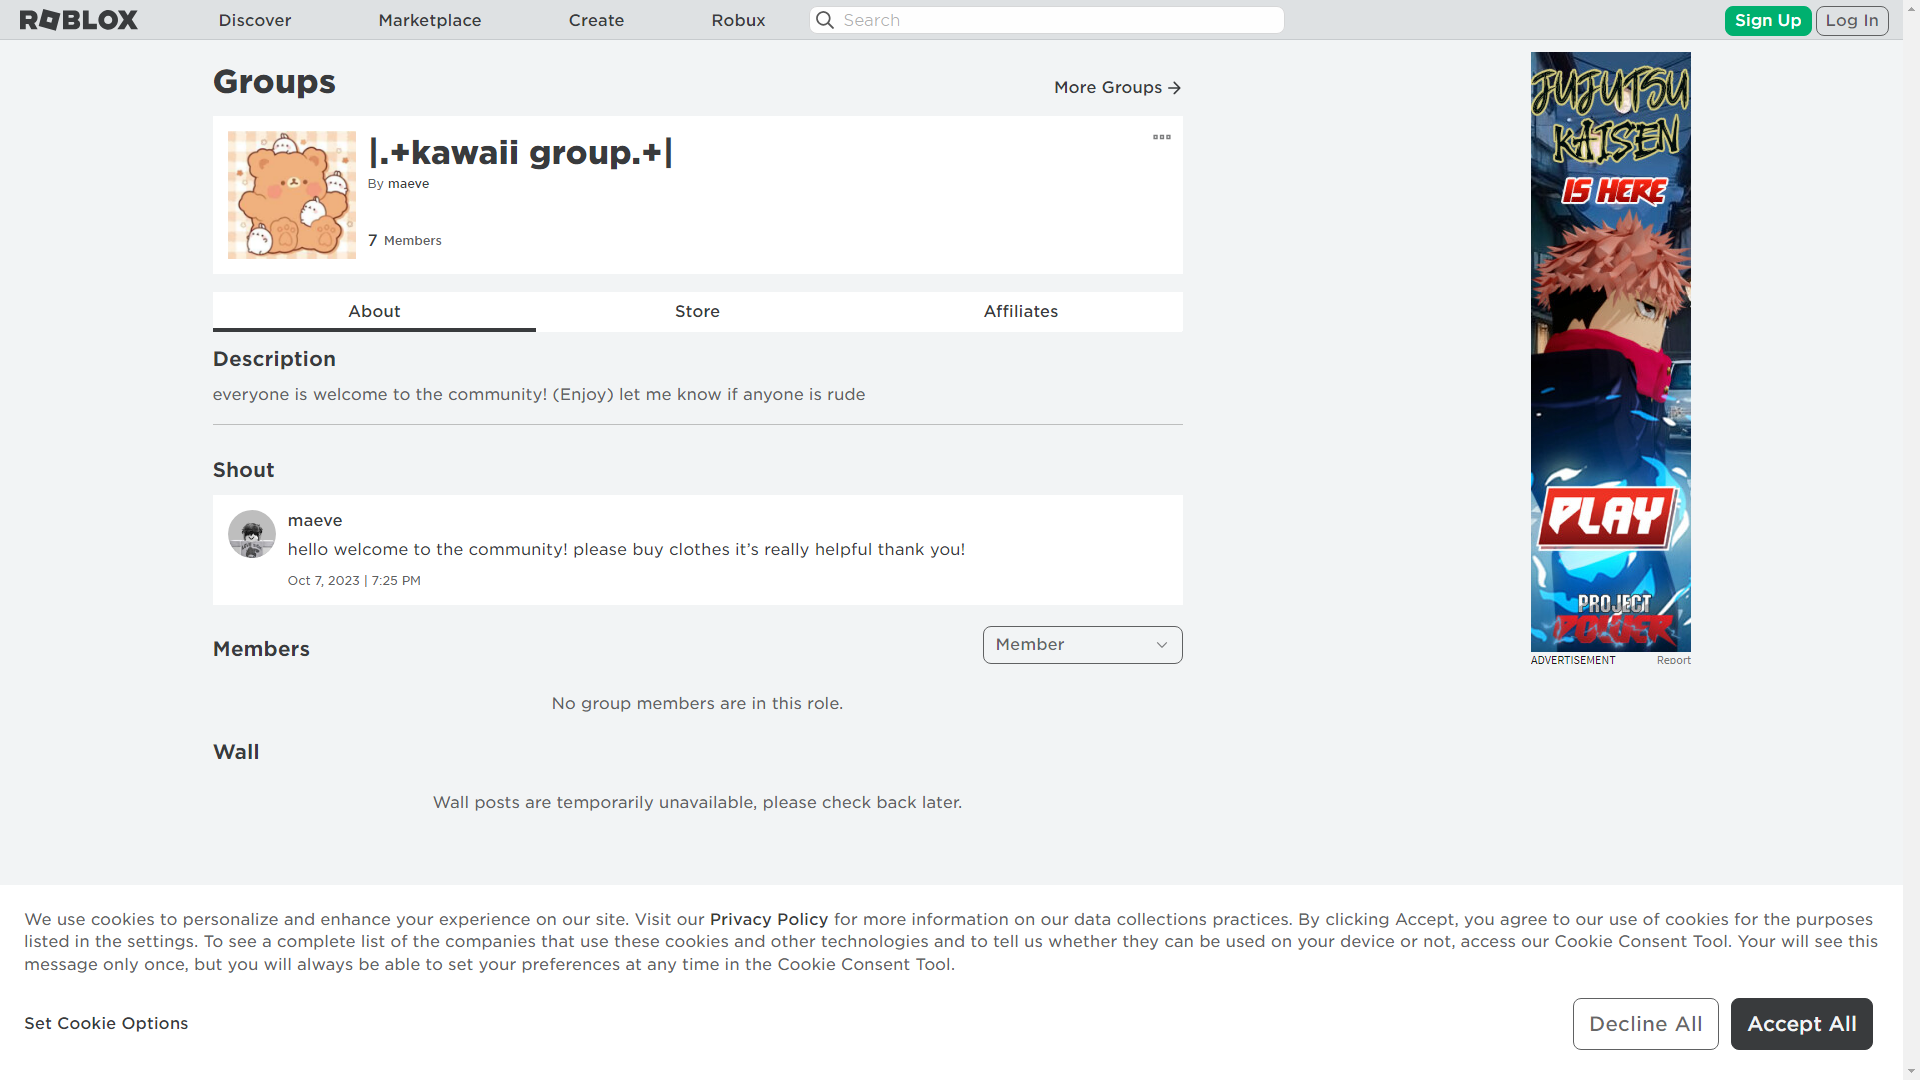 ROBLOX
Discover
Marketplace
Create
Robux
Search
Sign Up
Log In
Groups
More Groups
|.+kawaii group.+|
By maeve
7 Members
About
Store
Affiliates
Description
everyone is welcome to the community! (Enjoy) let me know if anyone is rude
Shout
maeve
hello welcome to the community! please buy clothes it’s really helpful thank you!
Oct 7, 2023 | 7:25 PM
Members
Member
No group members are in this role.
Wall
Wall posts are temporarily unavailable, please check back later.
JUJUTSU
KAISEN
IS HERE
PLAY
PROJECT
POWER
ADVERTISEMENT
Report
We use cookies to personalize and enhance your experience on our site. Visit our Privacy Policy for more information on our data collections practices. By clicking Accept, you agree to our use of cookies for the purposes
listed in the settings. To see a complete list of the companies that use these cookies and other technologies and to tell us whether they can be used on your device or not, access our Cookie Consent Tool. Your will see this
message only once, but you will always be able to set your preferences at any time in the Cookie Consent Tool.
Set Cookie Options
Decline All
Accept All